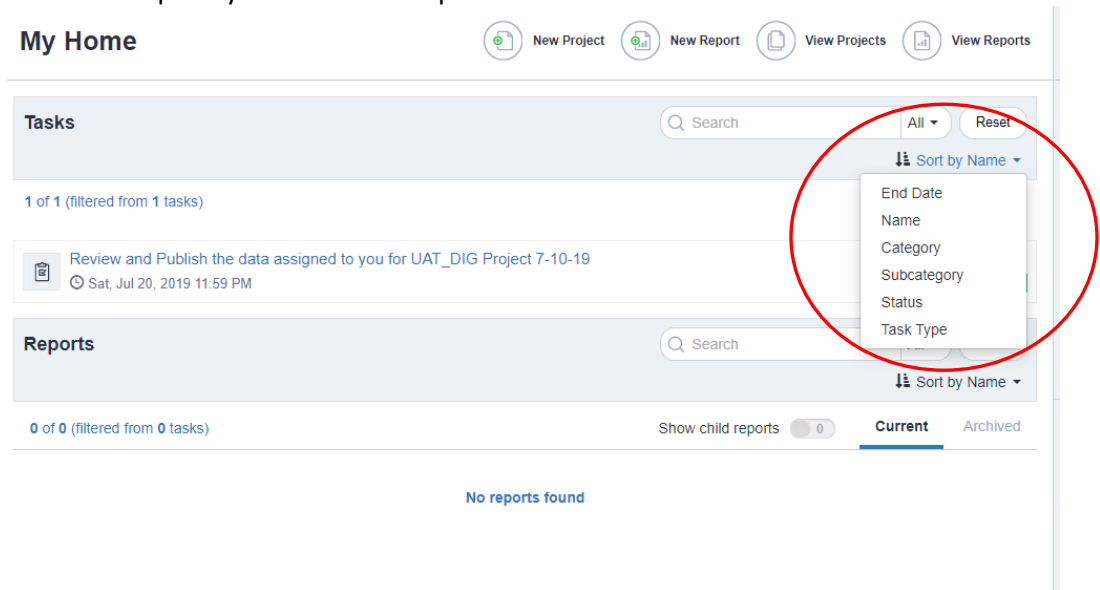 My Home
New Project New Report View Projects View Reports
Tasks
Search All Reset
Sort by Name
1 of 1 (filtered from 1 tasks)
End Date
Name
Category
Subcategory
Status
Task Type
Review and Publish the data assigned to you for UAT_DIG Project 7-10-19
Sat, Jul 20, 2019 11:59 PM
Reports
Search
Sort by Name
0 of 0 (filtered from 0 tasks) Show child reports 0 Current Archived
No reports found